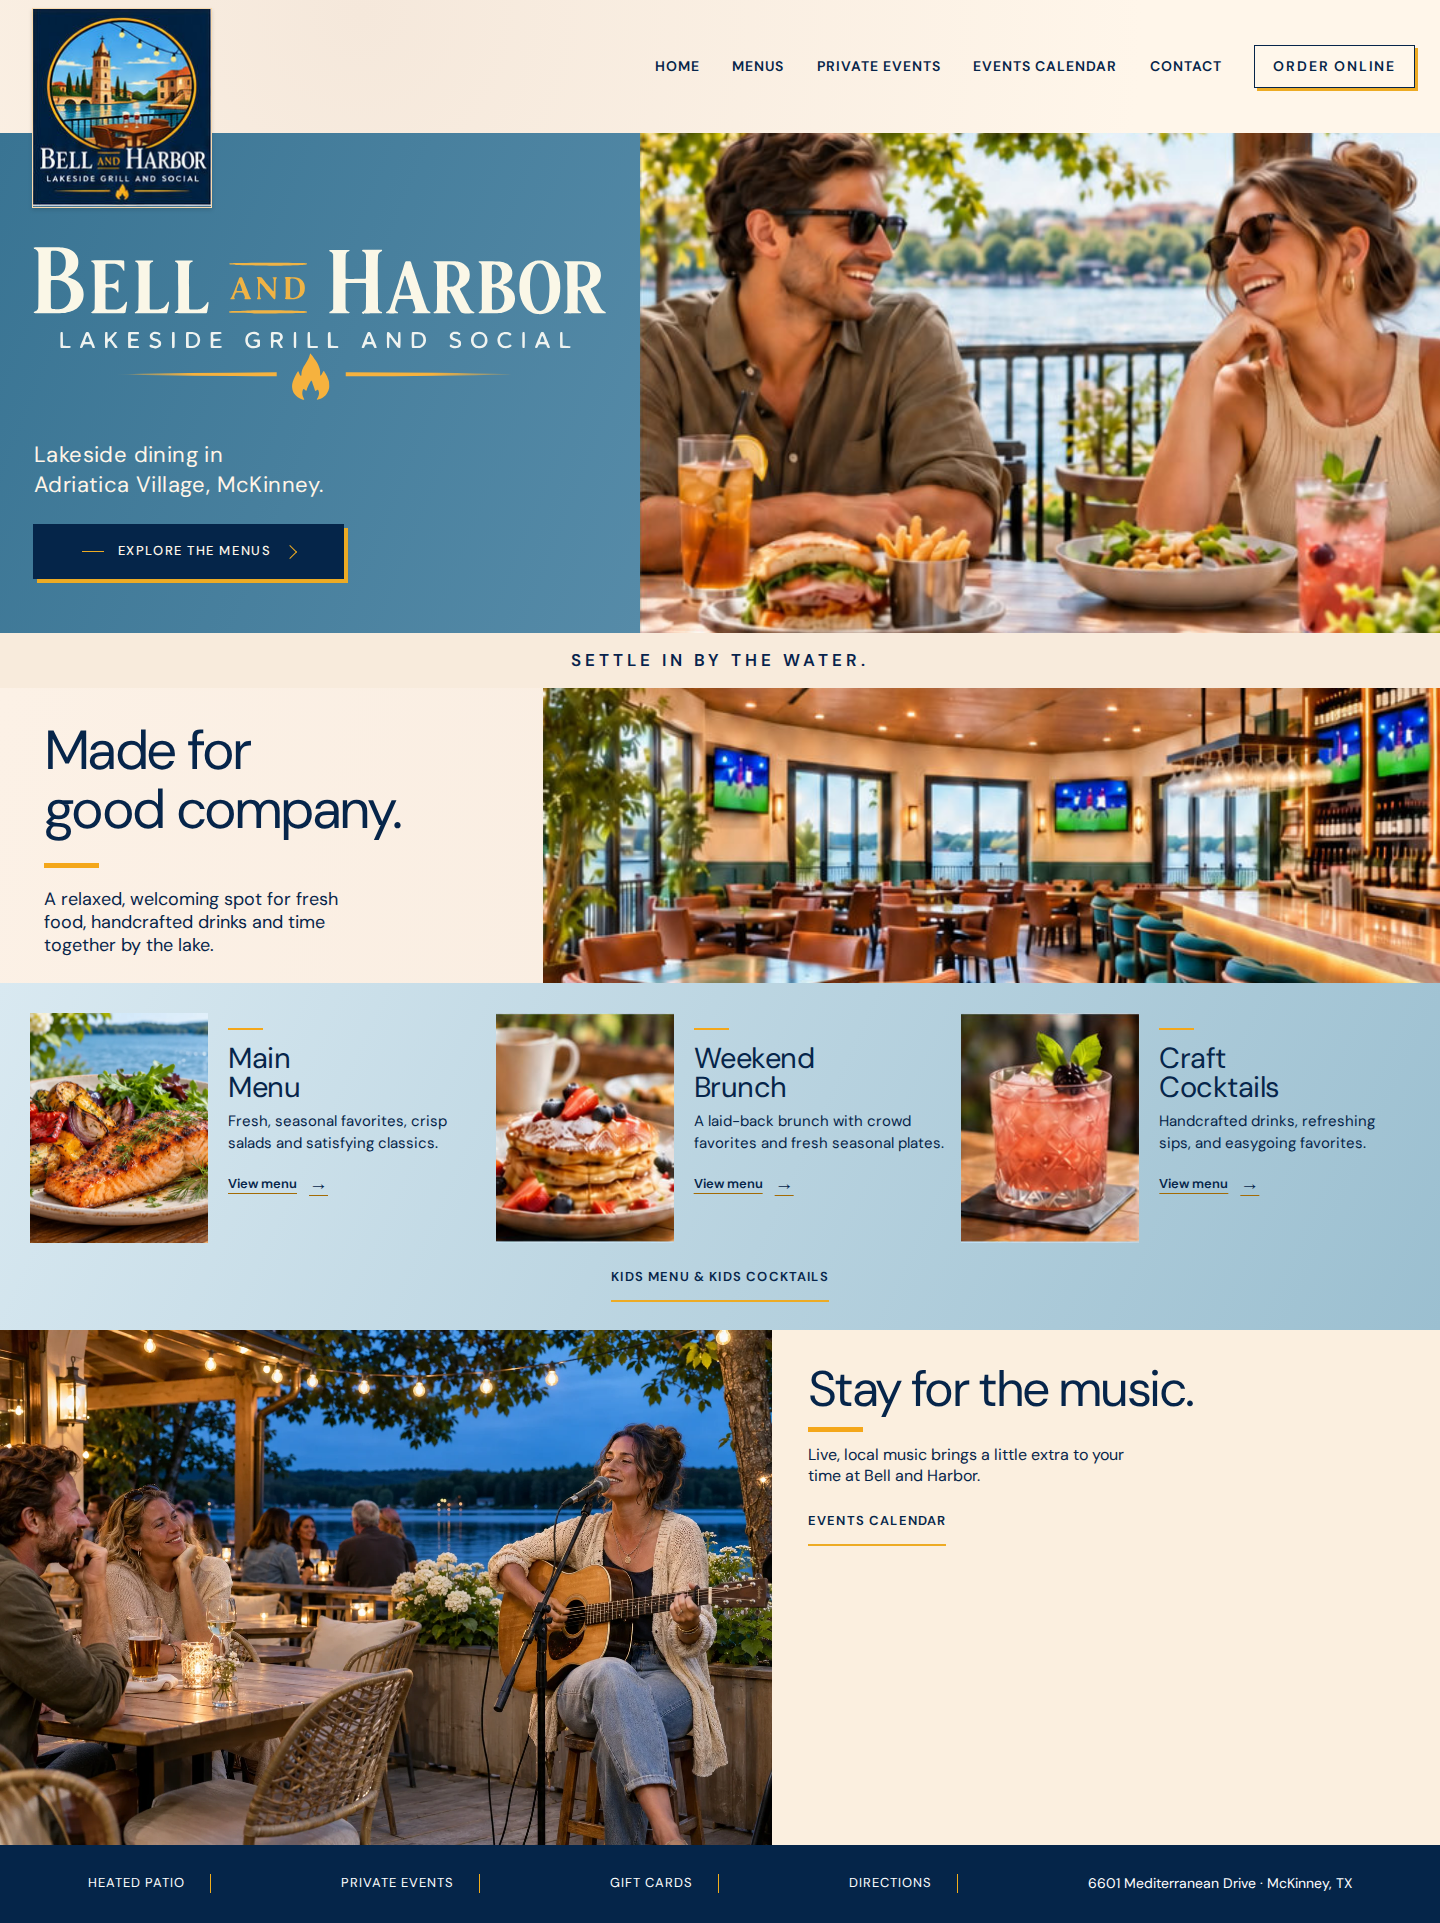 BELL AND HARBOR
LAKESIDE GRILL AND SOCIAL
HOME
MENUS
PRIVATE EVENTS
EVENTS CALENDAR
CONTACT
ORDER ONLINE
BELL AND HARBOR
LAKESIDE GRILL AND SOCIAL
Lakeside dining in
Adriatica Village, McKinney.
EXPLORE THE MENUS
SETTLE IN BY THE WATER.
Made for
good company.
A relaxed, welcoming spot for fresh
food, handcrafted drinks and time
together by the lake.
Main
Menu
Fresh, seasonal favorites, crisp
salads and satisfying classics.
View menu →
Weekend
Brunch
A laid-back brunch with crowd
favorites and fresh seasonal plates.
View menu →
Craft
Cocktails
Handcrafted drinks, refreshing
sips, and easygoing favorites.
View menu →
KIDS MENU & KIDS COCKTAILS
Stay for the music.
Live, local music brings a little extra to your
time at Bell and Harbor.
EVENTS CALENDAR
HEATED PATIO
PRIVATE EVENTS
GIFT CARDS
DIRECTIONS
6601 Mediterranean Drive · McKinney, TX